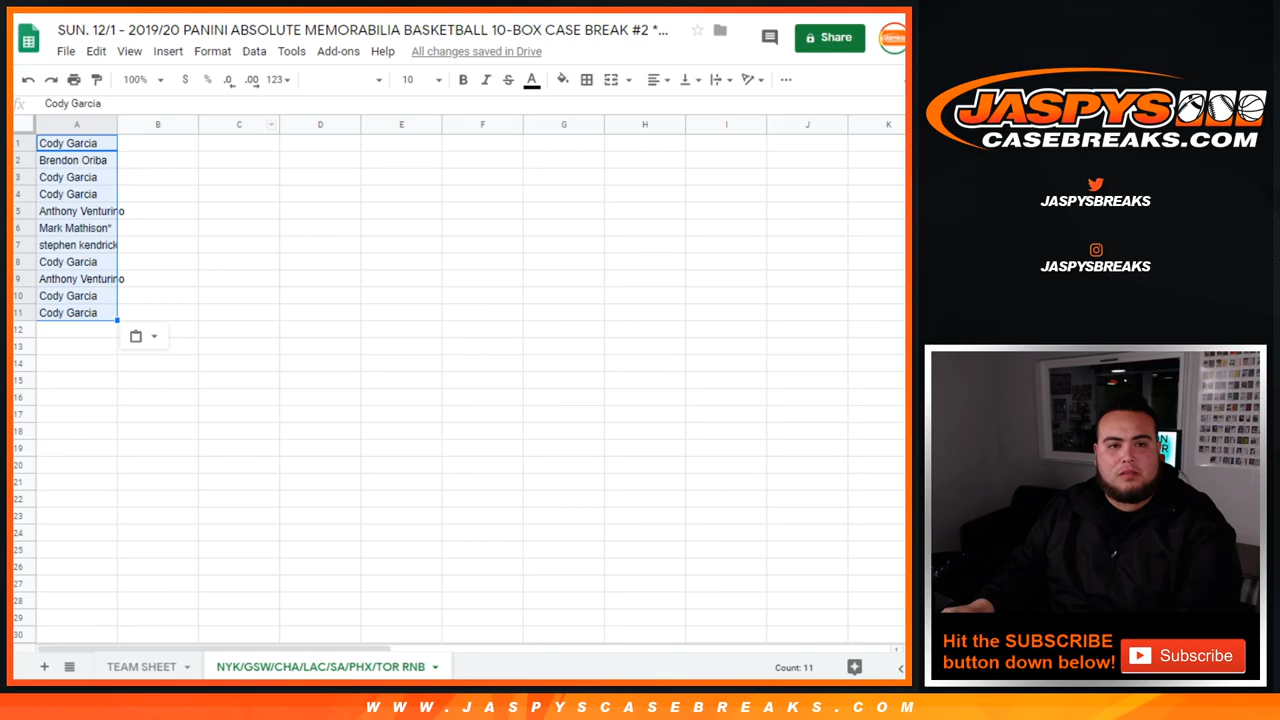 SUN. 12/1 - 2019/20 PANINI ABSOLUTE MEMORABILIA BASKETBALL 10-BOX CASE BREAK #2 *...
File Edit View Insert Format Data Tools Add-ons Help All changes saved in Drive
Share
100% $ % .0 .00 123 10 B I S A
fx Cody Garcia
A B C D E F G H I J K
1 Cody Garcia
2 Brendon Oriba
3 Cody Garcia
4 Cody Garcia
5 Anthony Venturino
6 Mark Mathison*
7 stephen kendrick
8 Cody Garcia
9 Anthony Venturino
10 Cody Garcia
11 Cody Garcia
12
13
14
15
16
17
18
19
20
21
22
23
24
25
26
27
28
29
30
TEAM SHEET NYK/GSW/CHA/LAC/SA/PHX/TOR RNB Count: 11
JASPYS
CASEBREAKS.COM
JASPYSBREAKS
JASPYSBREAKS
Hit the SUBSCRIBE
button down below!
Subscribe
WWW.JASPYSCASEBREAKS.COM